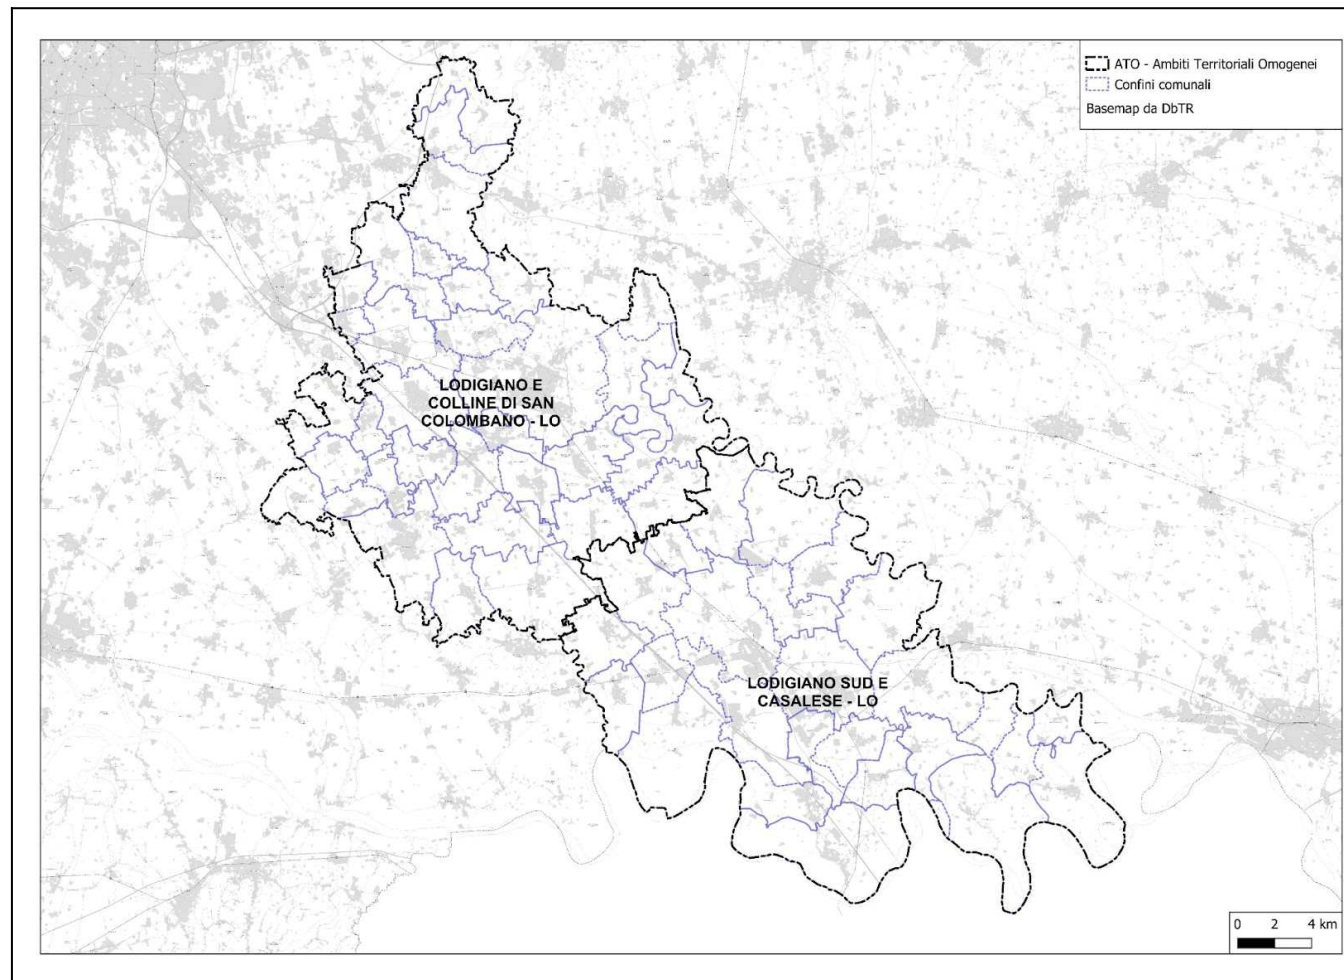 ATO - Ambiti Territoriali Omogenei
Confini comunali
Basemap da DbTR
LODIGIANO E
COLLINE DI SAN
COLOMBANO - LO
LODIGIANO SUD E
CASALESE - LO
0 2 4 km